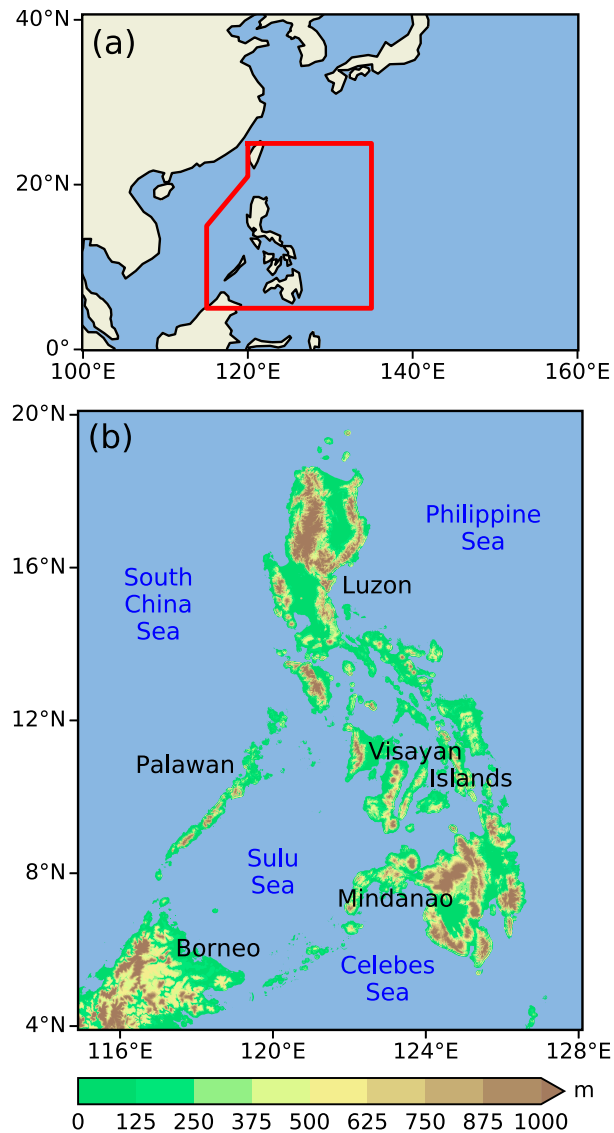 40°N
(a)
20°N
0°
100°E 120°E 140°E 160°E
20°N
(b)
Philippine
Sea
16°N
South
China
Sea
Luzon
12°N
Palawan
Visayan
Islands
Sulu
Sea
8°N
Mindanao
Borneo
Celebes
Sea
4°N
116°E 120°E 124°E 128°E
m
0 125 250 375 500 625 750 875 1000